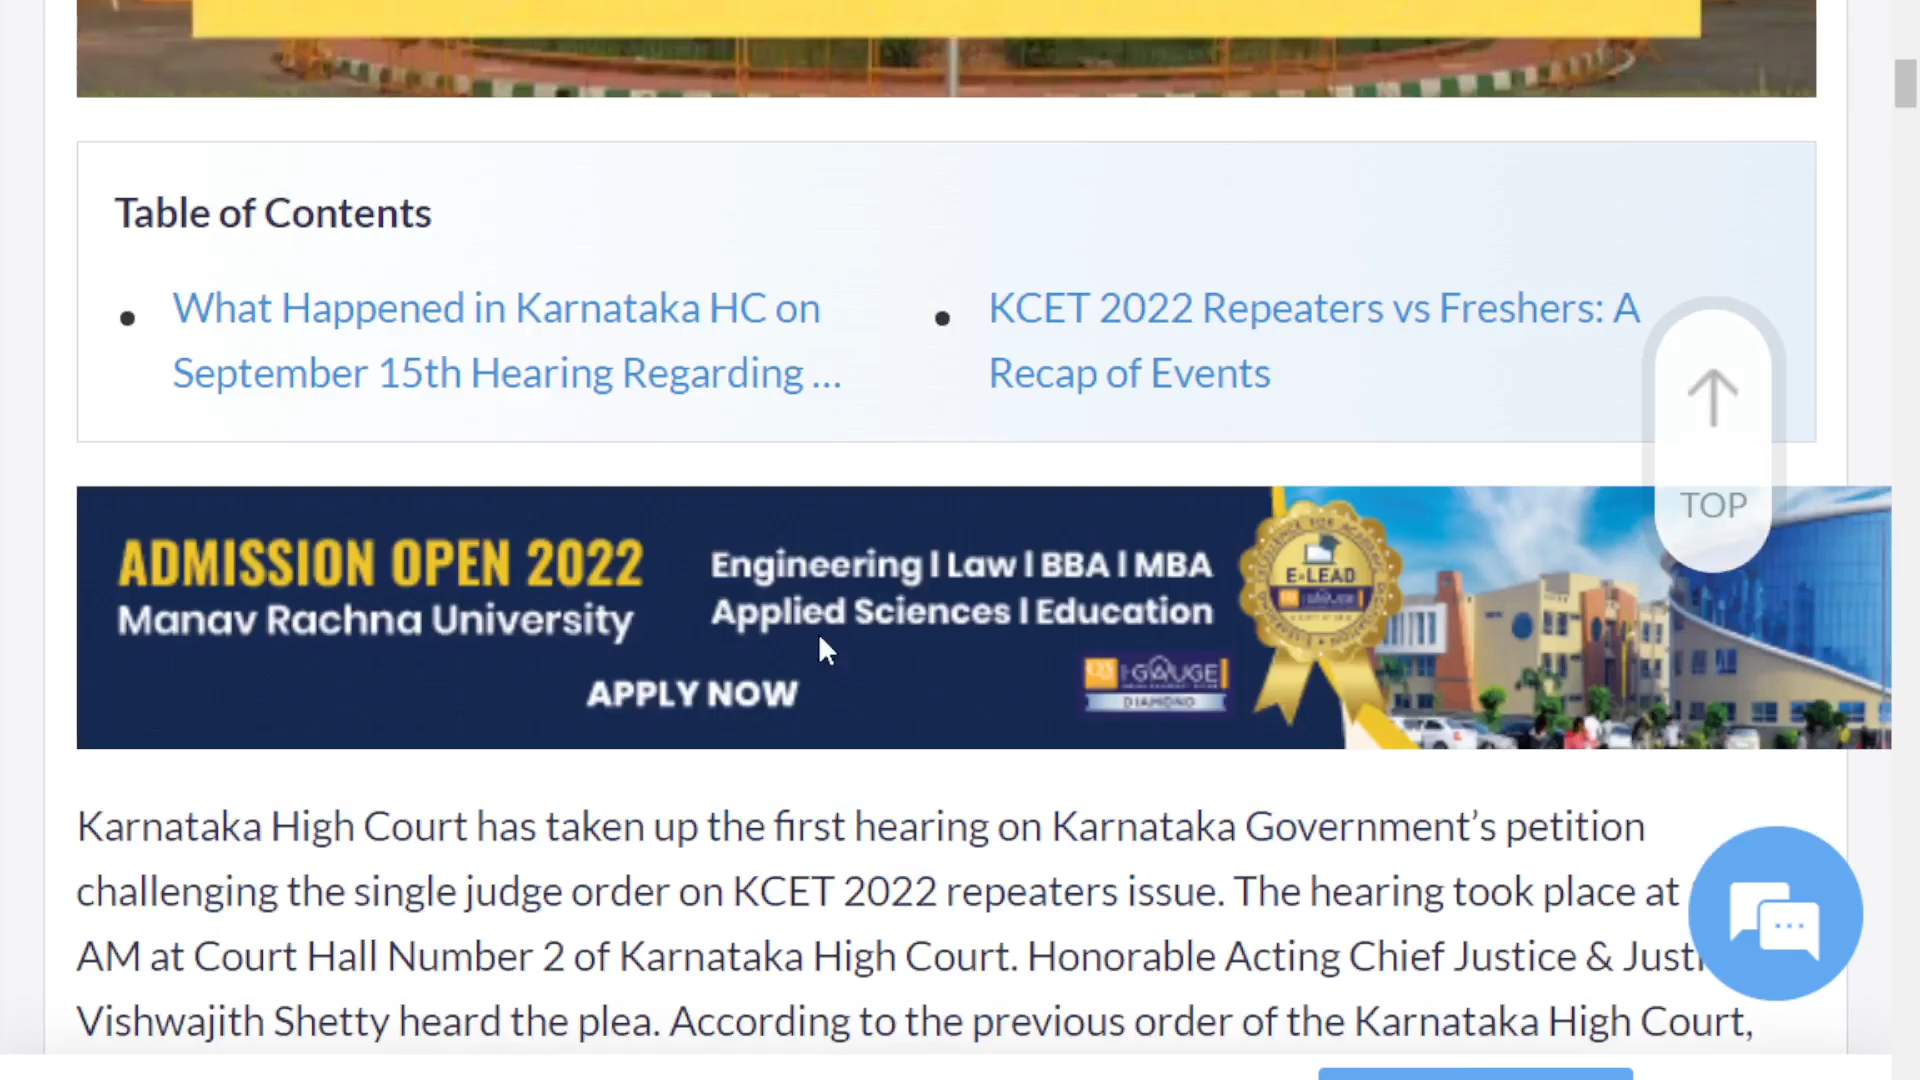 Table of Contents
What Happened in Karnataka HC on
September 15th Hearing Regarding ...
KCET 2022 Repeaters vs Freshers: A
Recap of Events
TOP
ADMISSION OPEN 2022
Manav Rachna University
Engineering | Law | BBA | MBA
Applied Sciences | Education
APPLY NOW
E-LEAD
I·GAUGE
DIAMOND
Karnataka High Court has taken up the first hearing on Karnataka Government’s petition
challenging the single judge order on KCET 2022 repeaters issue. The hearing took place at
AM at Court Hall Number 2 of Karnataka High Court. Honorable Acting Chief Justice &
Vishwajith Shetty heard the plea. According to the previous order of the Karnataka High Court,